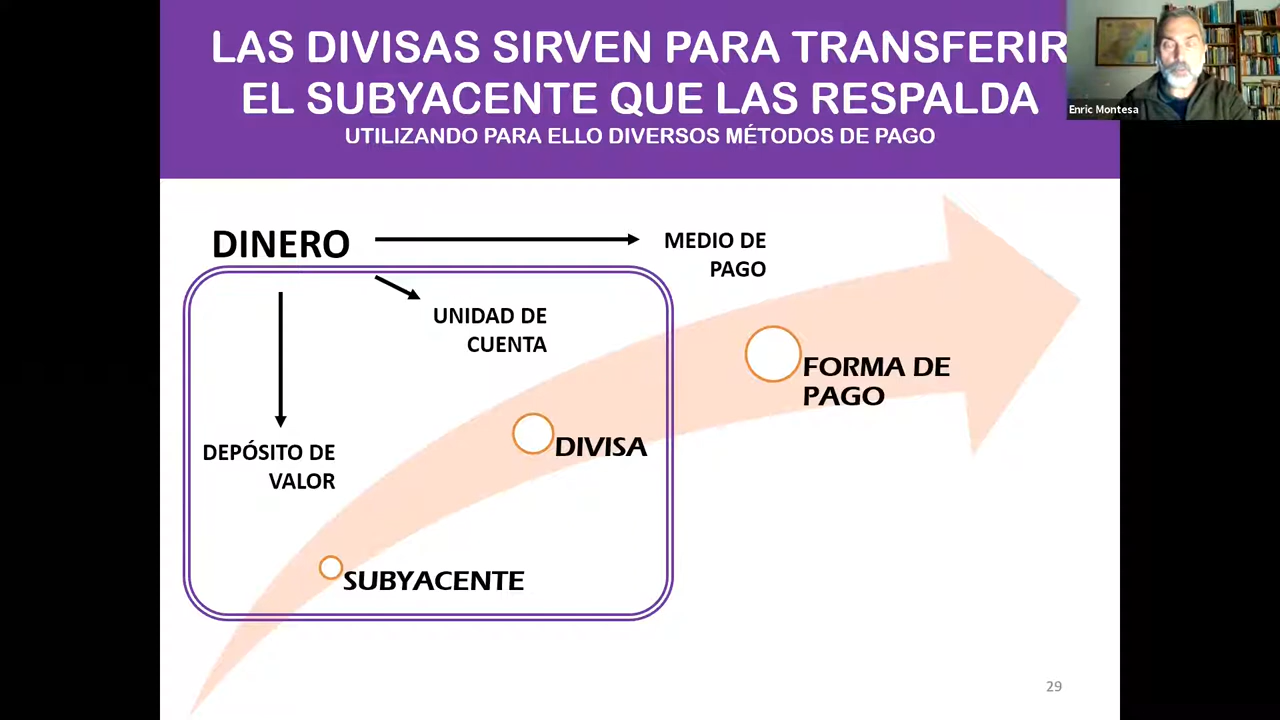 LAS DIVISAS SIRVEN PARA TRANSFERIR
EL SUBYACENTE QUE LAS RESPALDA
UTILIZANDO PARA ELLO DIVERSOS MÉTODOS DE PAGO
Enric Montesa
DINERO
MEDIO DE
PAGO
UNIDAD DE
CUENTA
FORMA DE
PAGO
DIVISA
DEPÓSITO DE
VALOR
SUBYACENTE
29